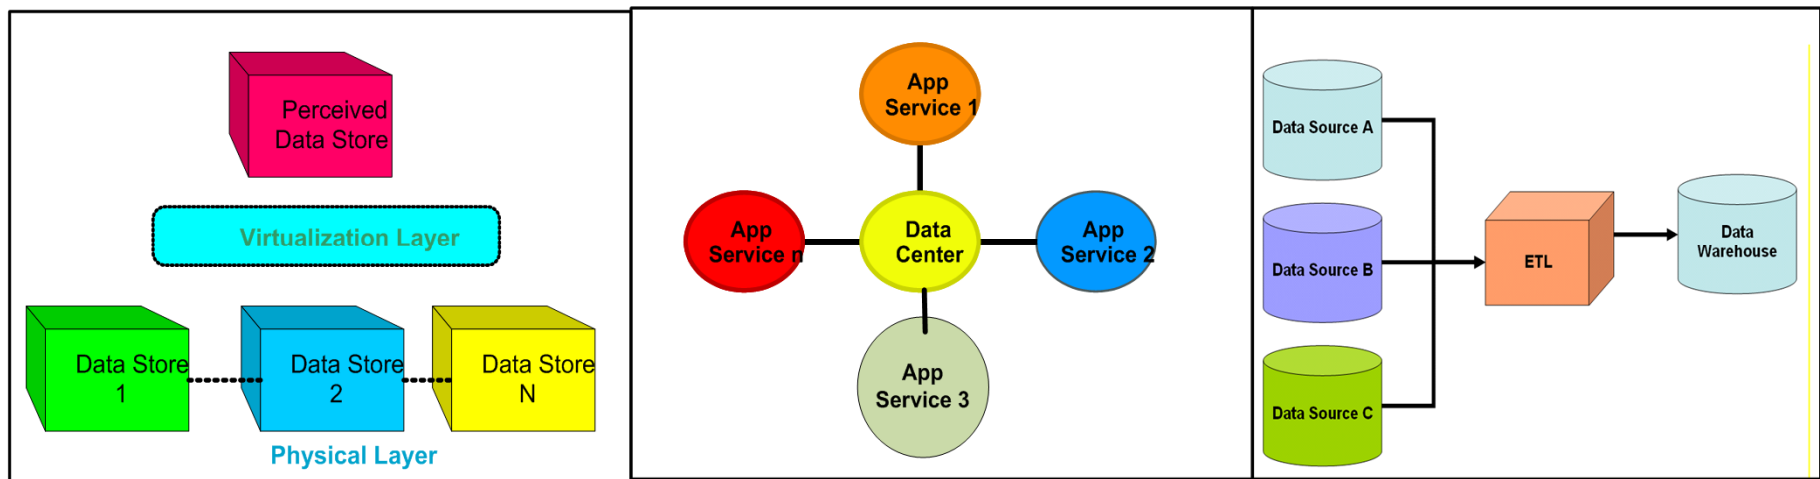 Perceived
Data Store
Virtualization Layer
Data Store
1
Data Store
2
Data Store
N
Physical Layer
App
Service 1
App
Service n
Data
Center
App
Service 2
App
Service 3
Data Source A
Data Source B
Data Source C
ETL
Data
Warehouse